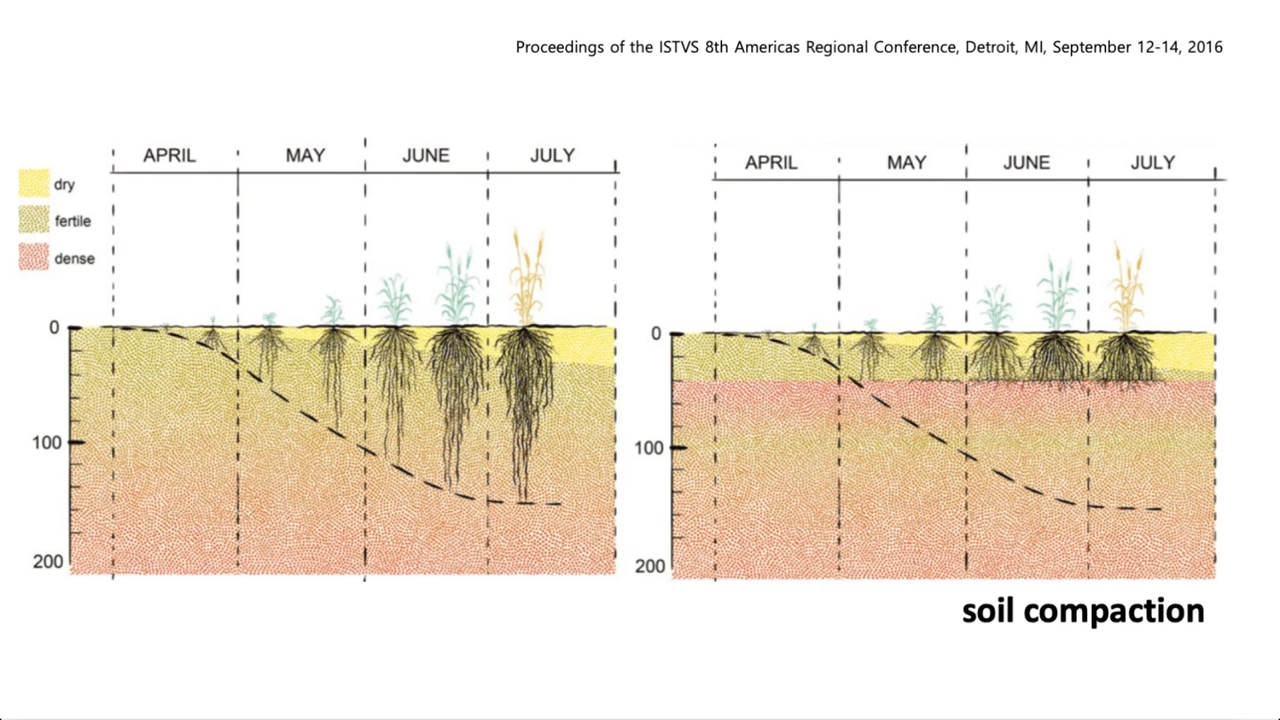 Proceedings of the ISTVS 8th Americas Regional Conference, Detroit, MI, September 12-14, 2016
APRIL MAY JUNE JULY
dry
fertile
dense
0
100
200
APRIL MAY JUNE JULY
0
100
200
soil compaction